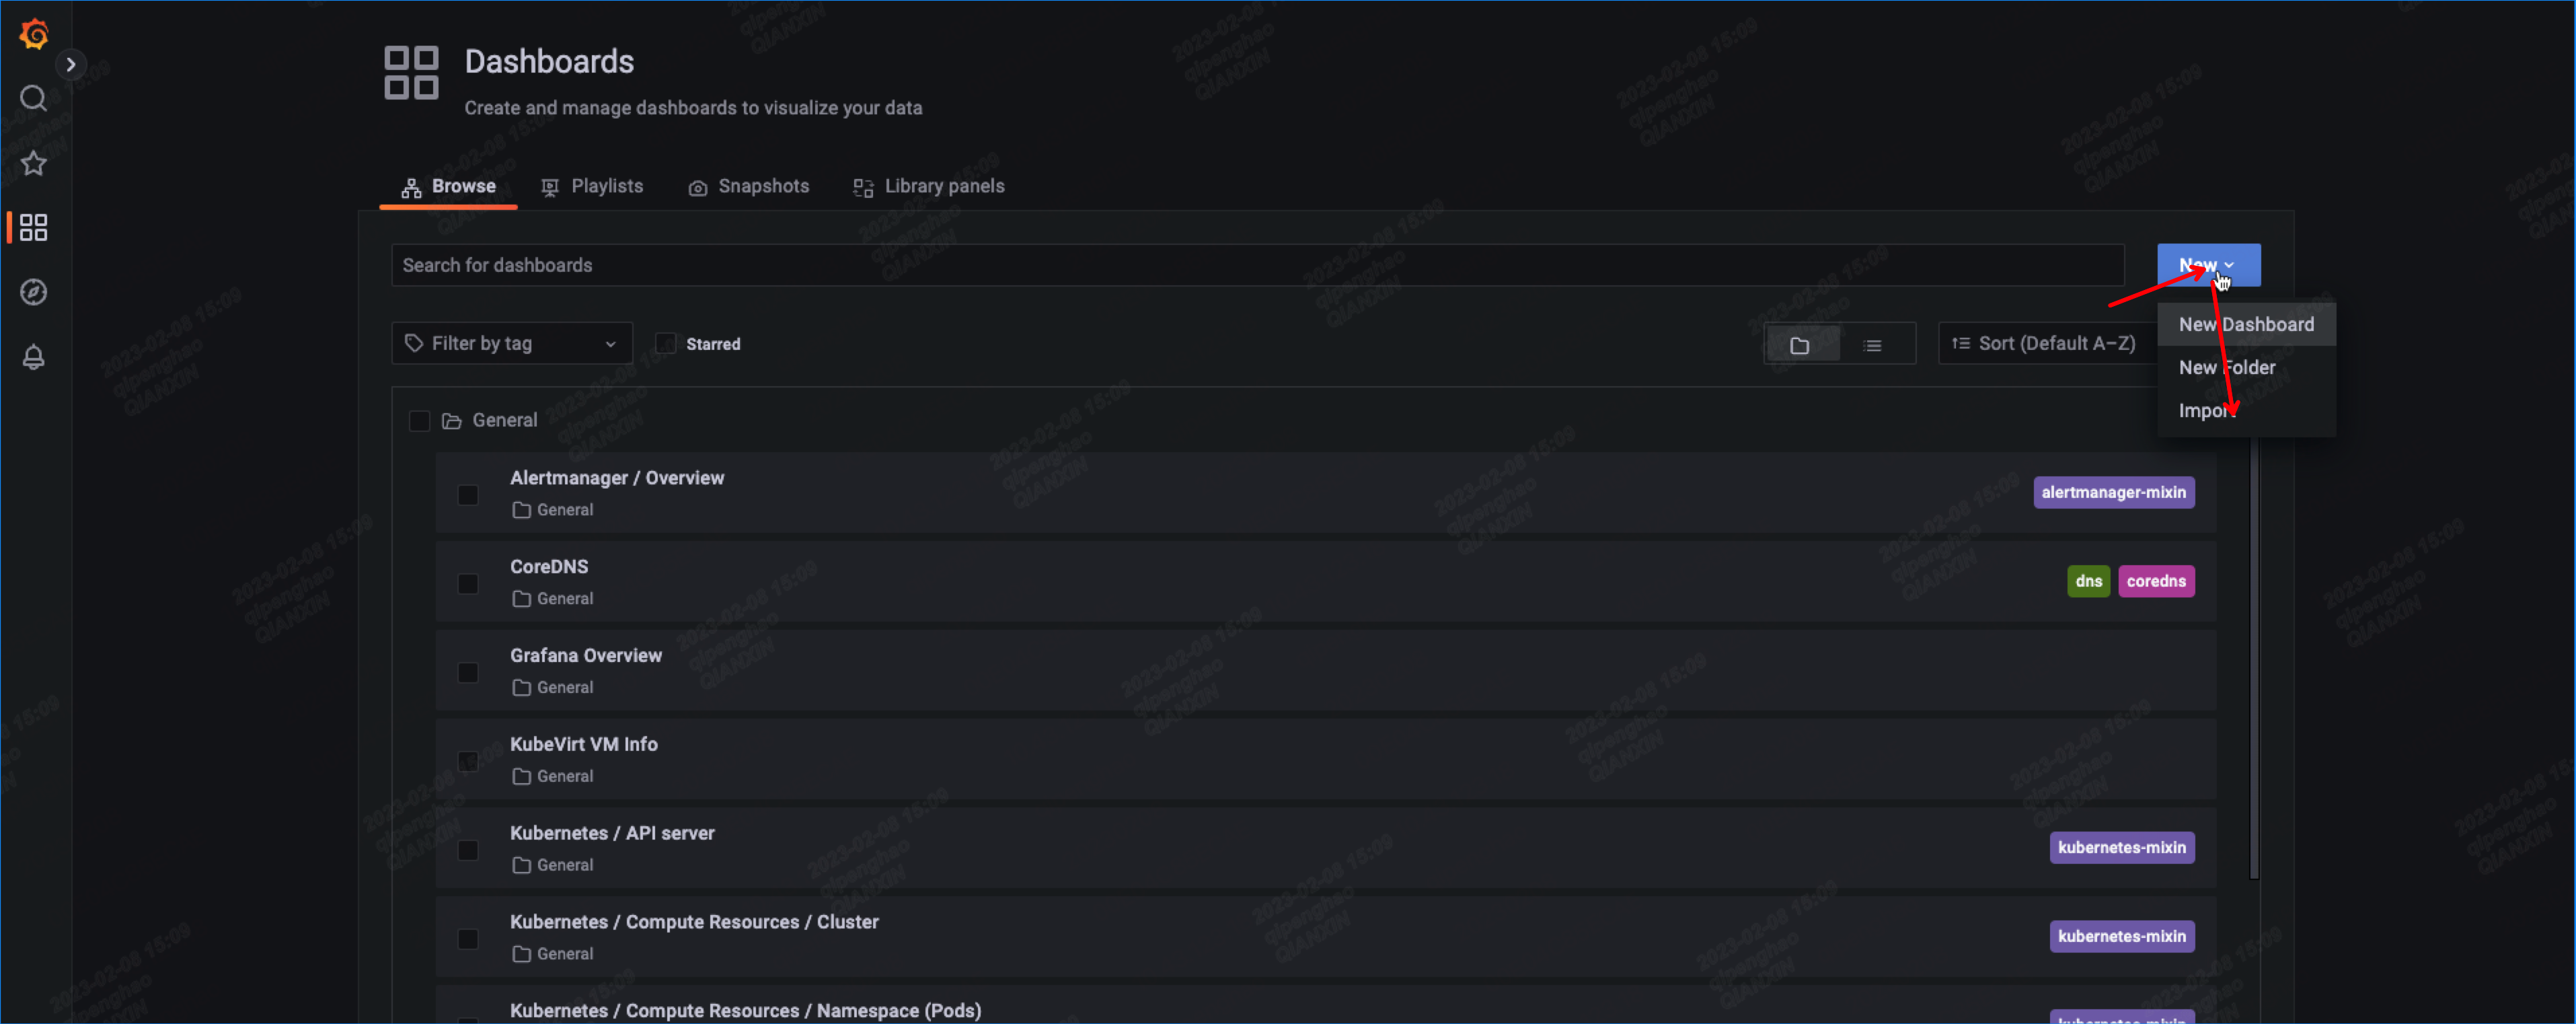 Dashboards
Create and manage dashboards to visualize your data
Browse Playlists Snapshots Library panels
Search for dashboards New
Filter by tag Starred Sort (Default A–Z)
New Dashboard
New Folder
Import
General
Alertmanager / Overview
General
alertmanager-mixin
CoreDNS
General
dns coredns
Grafana Overview
General
KubeVirt VM Info
General
Kubernetes / API server
General
kubernetes-mixin
Kubernetes / Compute Resources / Cluster
General
kubernetes-mixin
Kubernetes / Compute Resources / Namespace (Pods)
kubernetes-mixin
2023-02-08 15:09
qipenghao
QIANXIN